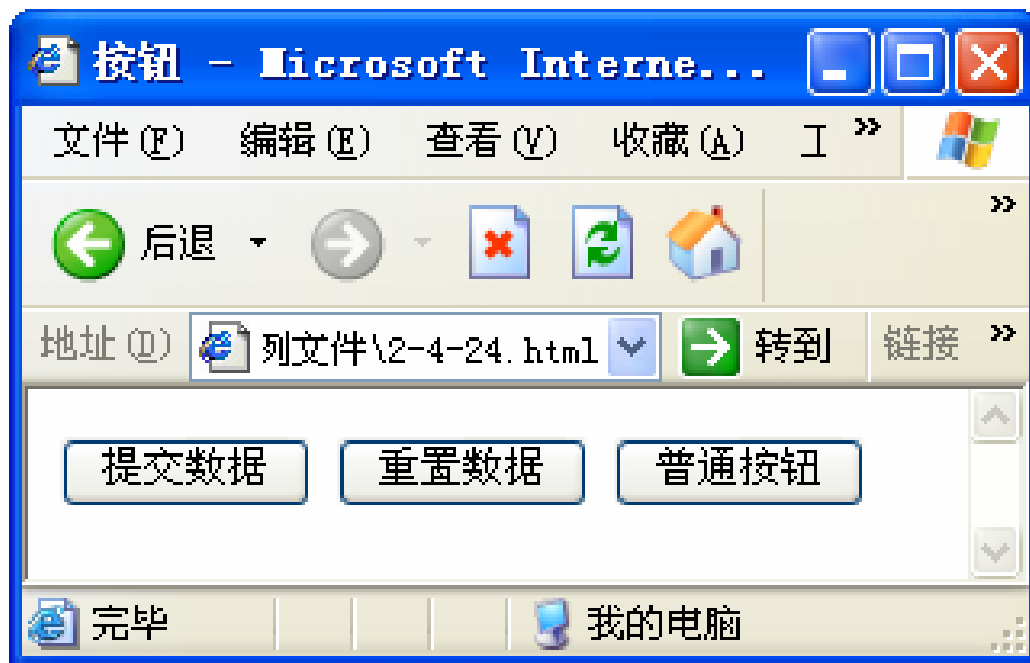 按钮 - Microsoft Interne...
文件(F) 编辑(E) 查看(V) 收藏(A) 工 »
后退 »
地址(D) 列文件\2-4-24.html 转到 链接 »
提交数据 重置数据 普通按钮
完毕 我的电脑